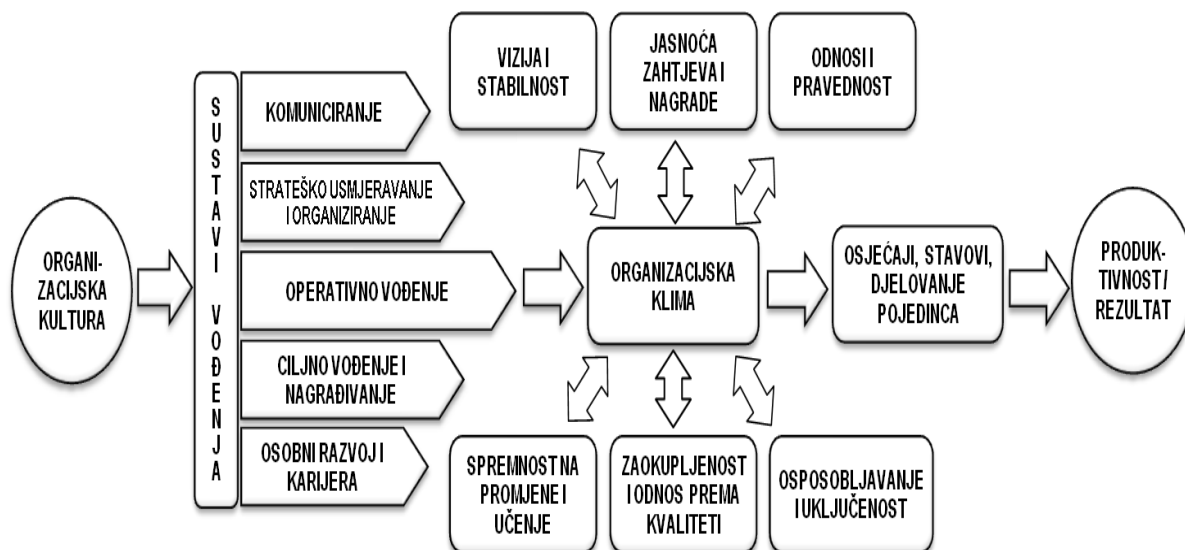 ORGANI-
ZACIJSKA
KULTURA
SUSTAVI VOĐENJA
KOMUNICIRANJE
STRATEŠKO USMJERAVANJE
I ORGANIZIRANJE
OPERATIVNO VOĐENJE
CILJNO VOĐENJE I
NAGRAĐIVANJE
OSOBNI RAZVOJ I
KARIJERA
VIZIJA I
STABILNOST
JASNOĆA
ZAHTJEVA I
NAGRADE
ODNOSI I
PRAVEDNOST
ORGANIZACIJSKA
KLIMA
SPREMNOST NA
PROMJENE I
UČENJE
ZAOKUPLJENOST
I ODNOS PREMA
KVALITETI
OSPOSOBLJAVANJE
I UKLJUČENOST
OSJEĆAJI, STAVOVI,
DJELOVANJE
POJEDINCA
PRODUK-
TIVNOST/
REZULTAT